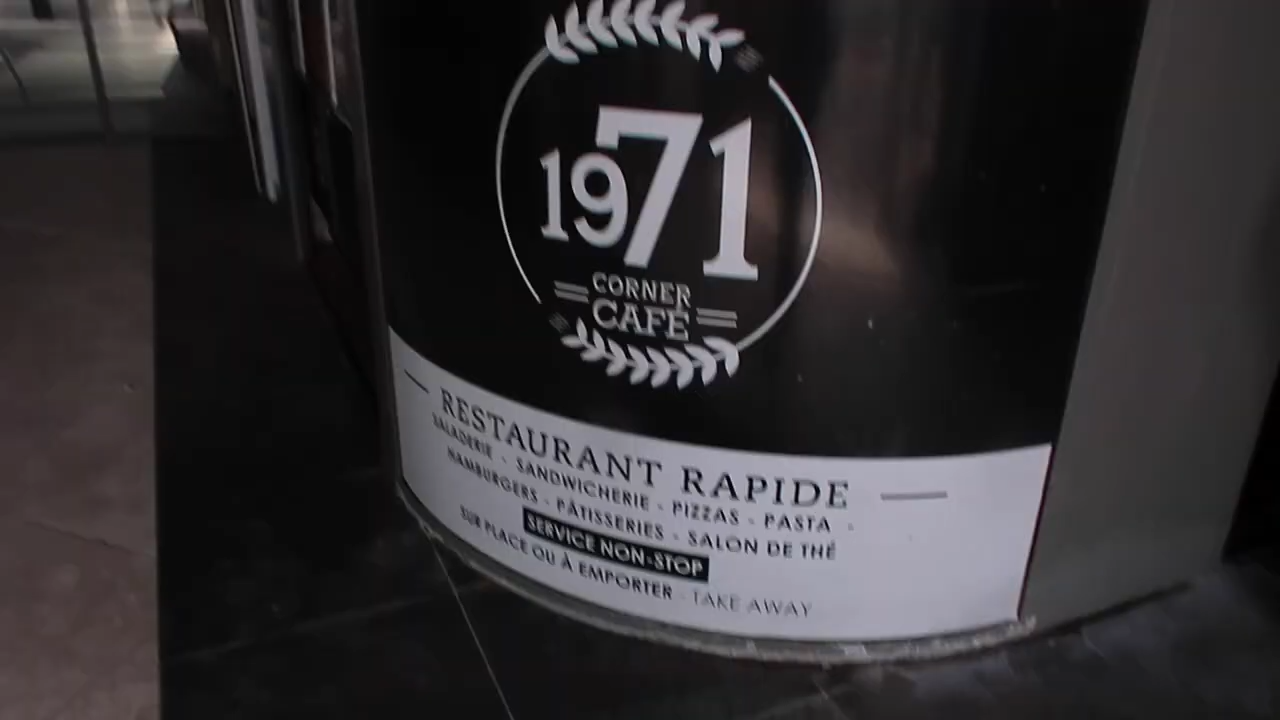 1971
CORNER
CAFÉ
RESTAURANT RAPIDE
SALADERIE - SANDWICHERIE - PIZZAS - PASTA -
HAMBURGERS - PÂTISSERIES - SALON DE THÉ
SERVICE NON-STOP
SUR PLACE OU À EMPORTER - TAKE AWAY